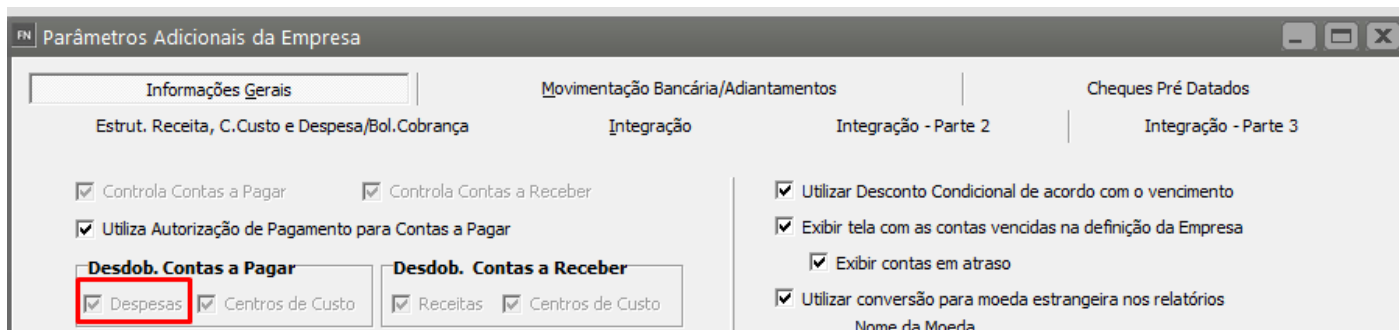 FN Parâmetros Adicionais da Empresa
Informações Gerais Movimentação Bancária/Adiantamentos Cheques Pré Datados
Estrut. Receita, C.Custo e Despesa/Bol.Cobrança Integração Integração - Parte 2 Integração - Parte 3
Controla Contas a Pagar Controla Contas a Receber
Utiliza Autorização de Pagamento para Contas a Pagar
Desdob. Contas a Pagar Desdob. Contas a Receber
Despesas Centros de Custo Receitas Centros de Custo
Utilizar Desconto Condicional de acordo com o vencimento
Exibir tela com as contas vencidas na definição da Empresa
Exibir contas em atraso
Utilizar conversão para moeda estrangeira nos relatórios
Nome da Moeda